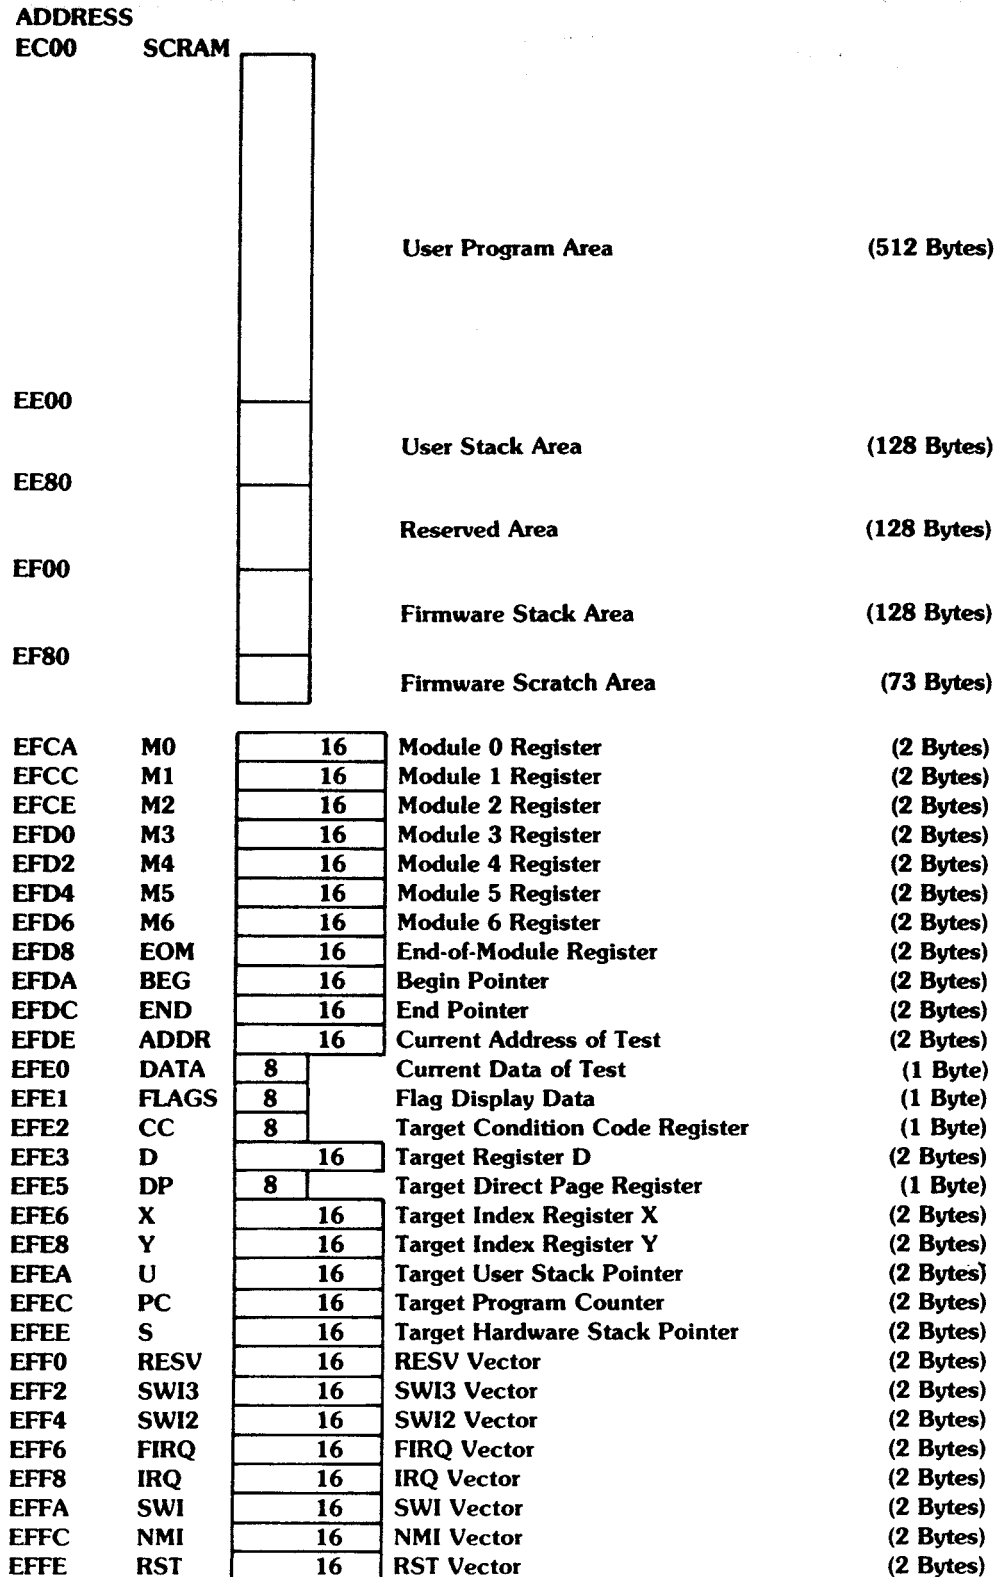 ADDRESS
EC00 SCRAM
User Program Area (512 Bytes)
EE00
User Stack Area (128 Bytes)
EE80
Reserved Area (128 Bytes)
EF00
Firmware Stack Area (128 Bytes)
EF80
Firmware Scratch Area (73 Bytes)
EFCA M0 16 Module 0 Register (2 Bytes)
EFCC M1 16 Module 1 Register (2 Bytes)
EFCE M2 16 Module 2 Register (2 Bytes)
EFD0 M3 16 Module 3 Register (2 Bytes)
EFD2 M4 16 Module 4 Register (2 Bytes)
EFD4 M5 16 Module 5 Register (2 Bytes)
EFD6 M6 16 Module 6 Register (2 Bytes)
EFD8 EOM 16 End-of-Module Register (2 Bytes)
EFDA BEG 16 Begin Pointer (2 Bytes)
EFDC END 16 End Pointer (2 Bytes)
EFDE ADDR 16 Current Address of Test (2 Bytes)
EFE0 DATA 8 Current Data of Test (1 Byte)
EFE1 FLAGS 8 Flag Display Data (1 Byte)
EFE2 CC 8 Target Condition Code Register (1 Byte)
EFE3 D 16 Target Register D (2 Bytes)
EFE5 DP 8 Target Direct Page Register (1 Byte)
EFE6 X 16 Target Index Register X (2 Bytes)
EFE8 Y 16 Target Index Register Y (2 Bytes)
EFEA U 16 Target User Stack Pointer (2 Bytes)
EFEC PC 16 Target Program Counter (2 Bytes)
EFEE S 16 Target Hardware Stack Pointer (2 Bytes)
EFF0 RESV 16 RESV Vector (2 Bytes)
EFF2 SWI3 16 SWI3 Vector (2 Bytes)
EFF4 SWI2 16 SWI2 Vector (2 Bytes)
EFF6 FIRQ 16 FIRQ Vector (2 Bytes)
EFF8 IRQ 16 IRQ Vector (2 Bytes)
EFFA SWI 16 SWI Vector (2 Bytes)
EFFC NMI 16 NMI Vector (2 Bytes)
EFFE RST 16 RST Vector (2 Bytes)